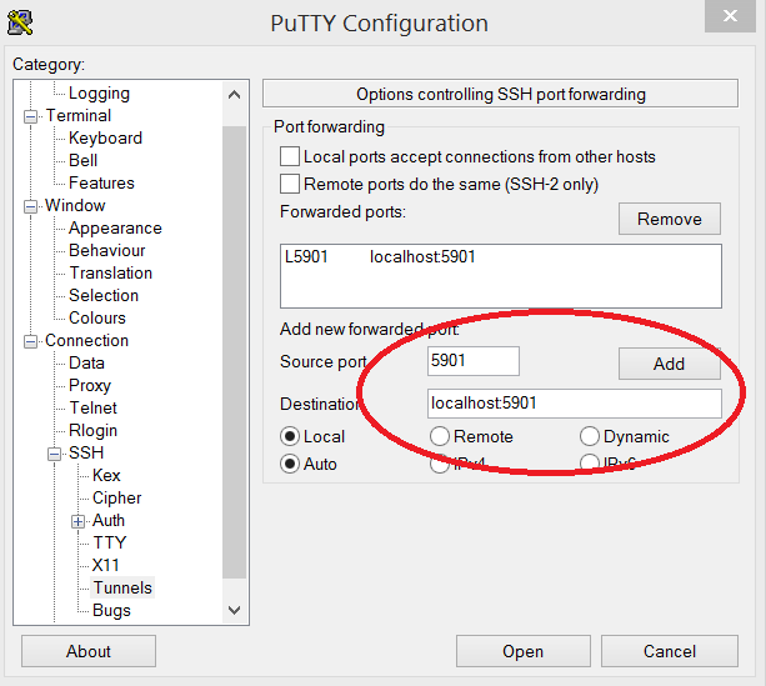 PuTTY Configuration
Category:
Logging
Terminal
Keyboard
Bell
Features
Window
Appearance
Behaviour
Translation
Selection
Colours
Connection
Data
Proxy
Telnet
Rlogin
SSH
Kex
Cipher
Auth
TTY
X11
Tunnels
Bugs
Options controlling SSH port forwarding
Port forwarding
Local ports accept connections from other hosts
Remote ports do the same (SSH-2 only)
Forwarded ports:
Remove
L5901 localhost:5901
Add new forwarded port:
Source port 5901 Add
Destination localhost:5901
Local Remote Dynamic
Auto IPv4 IPv6
About Open Cancel